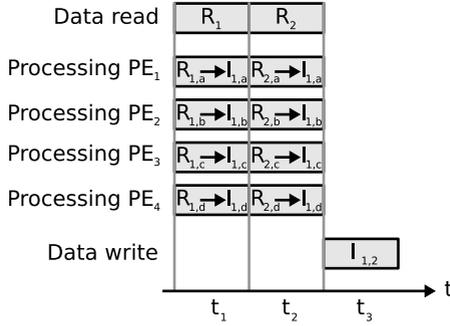 Data read R₁ R₂
Processing PE₁ R₁,ₐ→I₁,ₐ R₂,ₐ→I₁,ₐ
Processing PE₂ R1,b→I1,b R2,b→I1,b
Processing PE₃ R1,c→I1,c R2,c→I1,c
Processing PE₄ R1,d→I1,d R2,d→I1,d
Data write I 1,2
t
t₁ t₂ t₃